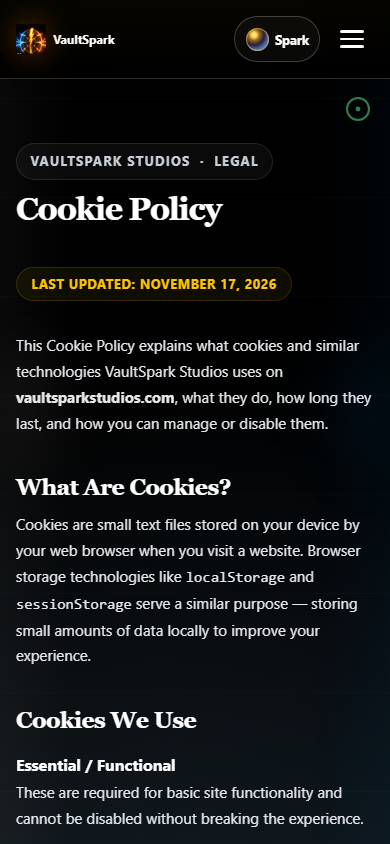 VaultSpark
Spark
VAULTSPARK STUDIOS · LEGAL
Cookie Policy
LAST UPDATED: NOVEMBER 17, 2026
This Cookie Policy explains what cookies and similar
technologies VaultSpark Studios uses on
vaultsparkstudios.com, what they do, how long they
last, and how you can manage or disable them.
What Are Cookies?
Cookies are small text files stored on your device by
your web browser when you visit a website. Browser
storage technologies like localStorage and
sessionStorage serve a similar purpose — storing
small amounts of data locally to improve your
experience.
Cookies We Use
Essential / Functional
These are required for basic site functionality and
cannot be disabled without breaking the experience.